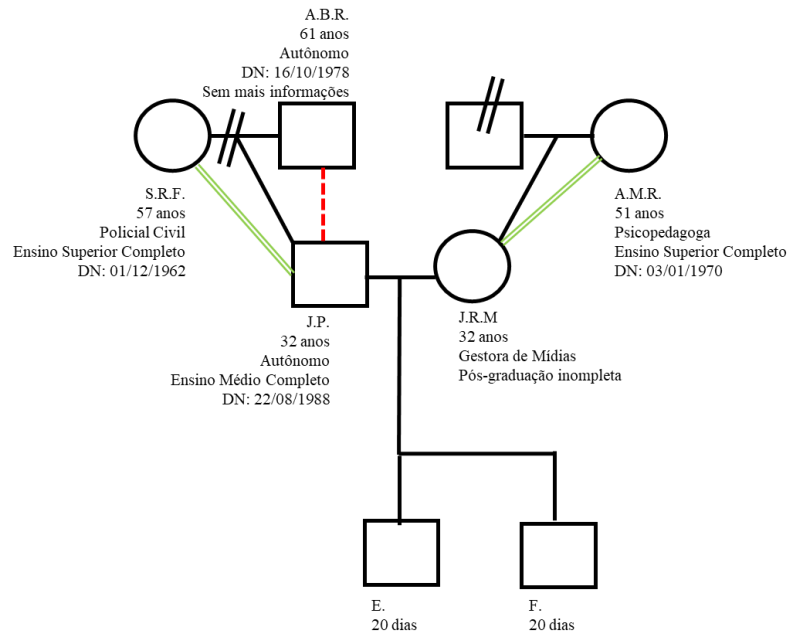 A.B.R.
61 anos
Autônomo
DN: 16/10/1978
Sem mais informações
S.R.F.
57 anos
Policial Civil
Ensino Superior Completo
DN: 01/12/1962
A.M.R.
51 anos
Psicopedagoga
Ensino Superior Completo
DN: 03/01/1970
J.P.
32 anos
Autônomo
Ensino Médio Completo
DN: 22/08/1988
J.R.M
32 anos
Gestora de Mídias
Pós-graduação inompleta
E.
20 dias
F.
20 dias